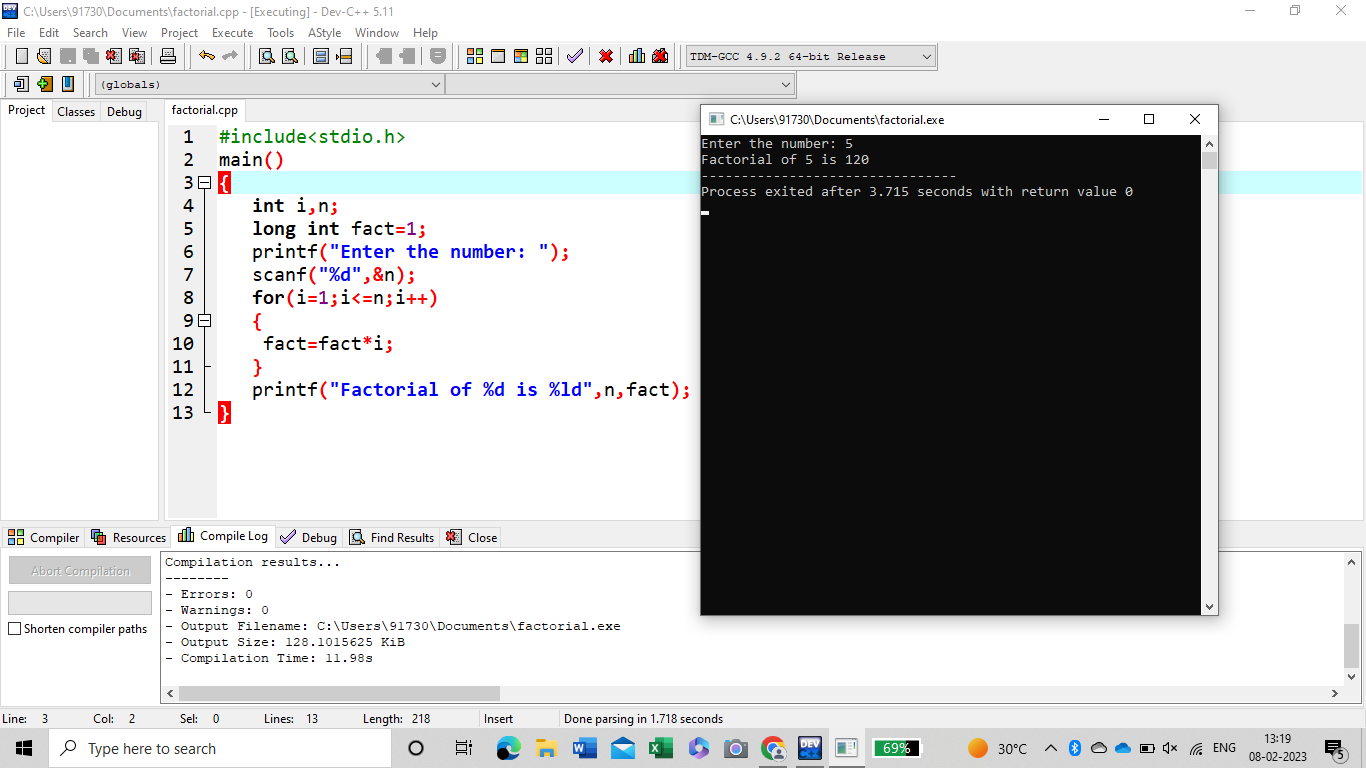 C:\Users\91730\Documents\factorial.cpp - [Executing] - Dev-C++ 5.11
File Edit Search View Project Execute Tools AStyle Window Help
TDM-GCC 4.9.2 64-bit Release
(globals)
Project Classes Debug
factorial.cpp
1 #include<stdio.h>
2 main()
3 {
4 int i,n;
5 long int fact=1;
6 printf("Enter the number: ");
7 scanf("%d",&n);
8 for(i=1;i<=n;i++)
9 {
10 fact=fact*i;
11 }
12 printf("Factorial of %d is %ld",n,fact);
13 }
C:\Users\91730\Documents\factorial.exe
Enter the number: 5
Factorial of 5 is 120
--------------------------------
Process exited after 3.715 seconds with return value 0
Compiler Resources Compile Log Debug Find Results Close
Abort Compilation
Shorten compiler paths
Compilation results...
--------
- Errors: 0
- Warnings: 0
- Output Filename: C:\Users\91730\Documents\factorial.exe
- Output Size: 128.1015625 KiB
- Compilation Time: 11.98s
Line: 3 Col: 2 Sel: 0 Lines: 13 Length: 218 Insert Done parsing in 1.718 seconds
Type here to search
DEV
69%
30°C
ENG
13:19
08-02-2023
5